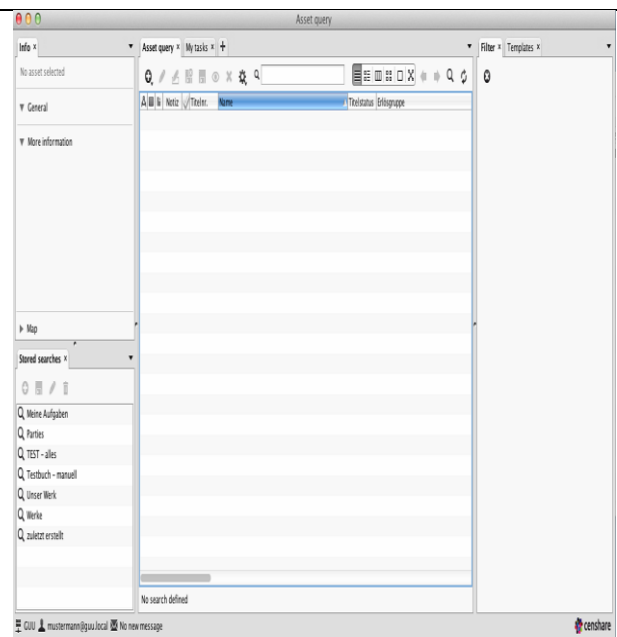 Asset query
Info ×
No asset selected
General
More information
Map
Stored searches ×
Meine Aufgaben
Parties
TEST - alles
Testbuch - manuell
Unser Werk
Werke
zuletzt erstellt
Asset query × My tasks × +
Notiz Titelnr. Name Titelstatus Erlösgruppe
No search defined
Filter × Templates ×
GUU mustermann@guu.local No new message
censhare